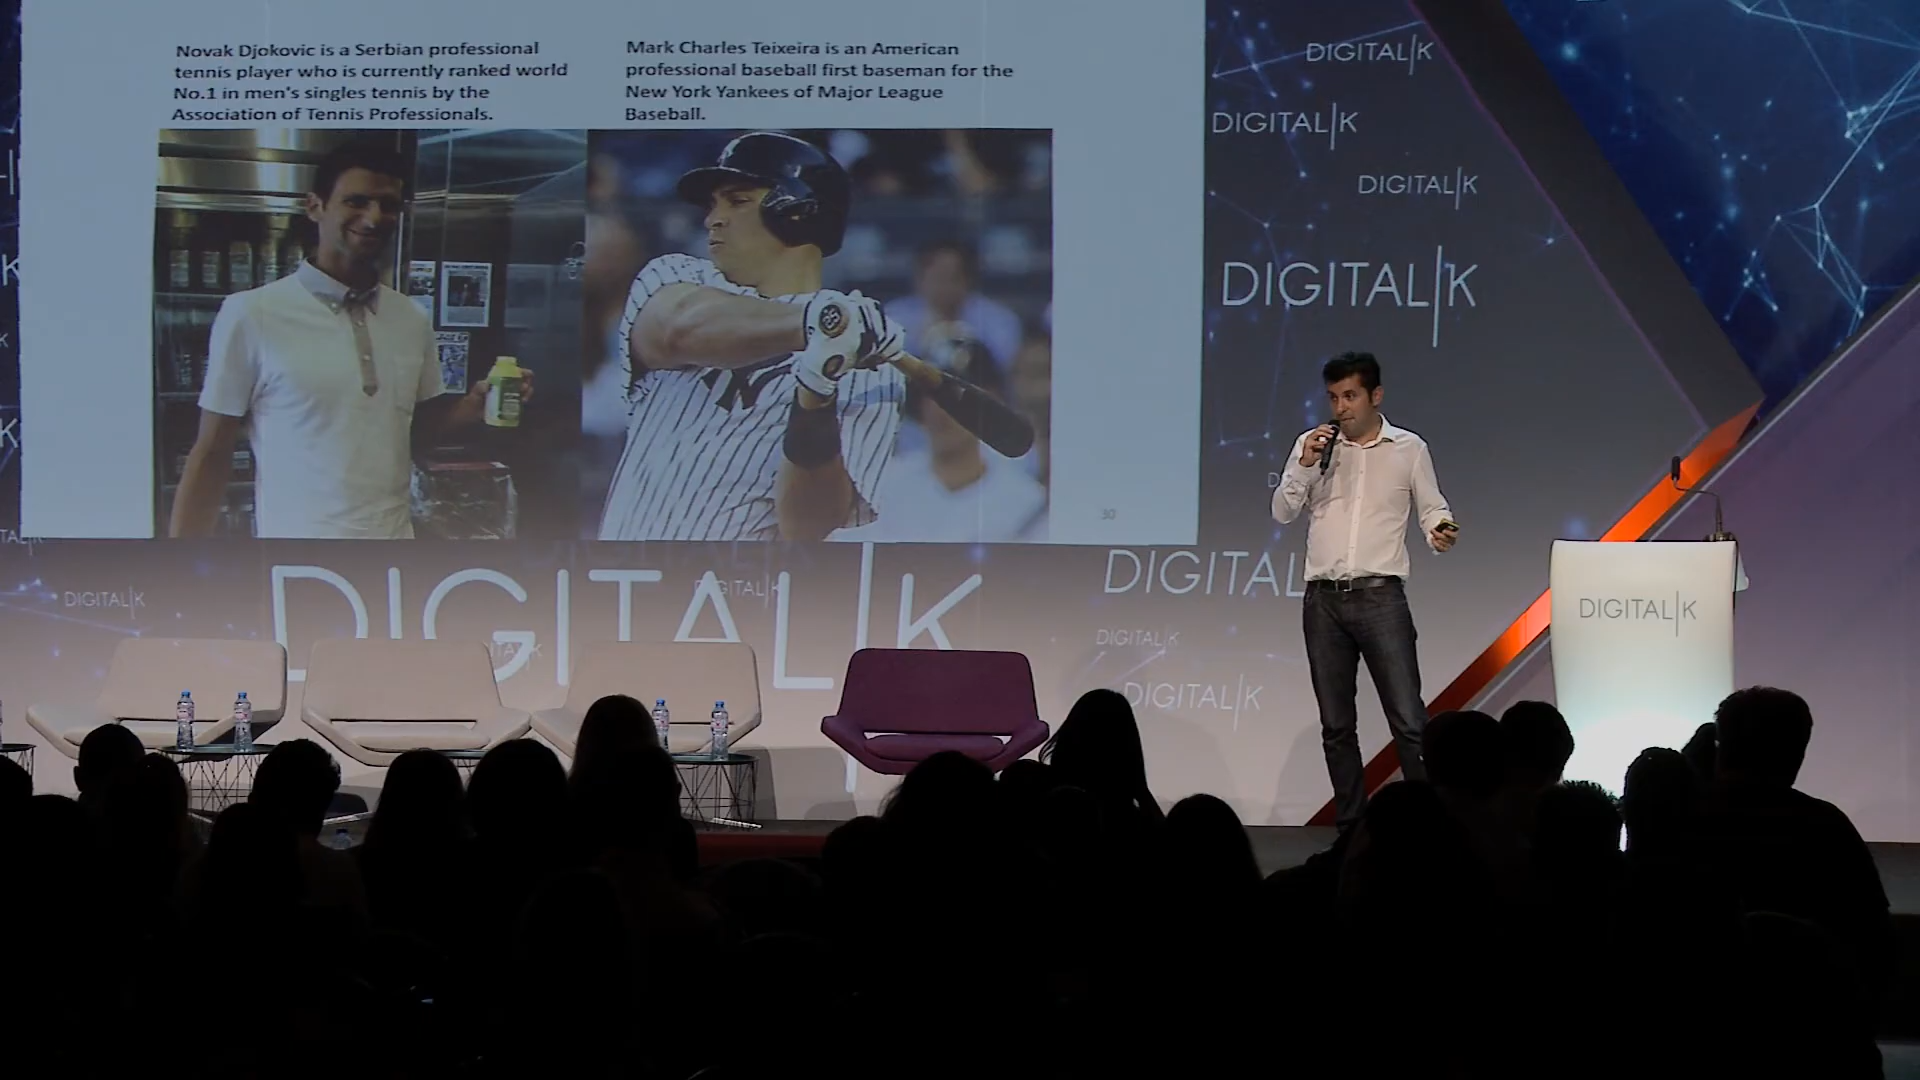 Novak Djokovic is a Serbian professional
tennis player who is currently ranked world
No.1 in men's singles tennis by the
Association of Tennis Professionals.
Mark Charles Teixeira is an American
professional baseball first baseman for the
New York Yankees of Major League
Baseball.
30
DIGITAL|K
DIGITAL|K
DIGITAL|K
DIGITAL|K
DIGITAL|K
DIGITAL|K
DIGITAL|K
DIGITAL
DIGITAL|K
DIGITAL|K
DIGITAL|K